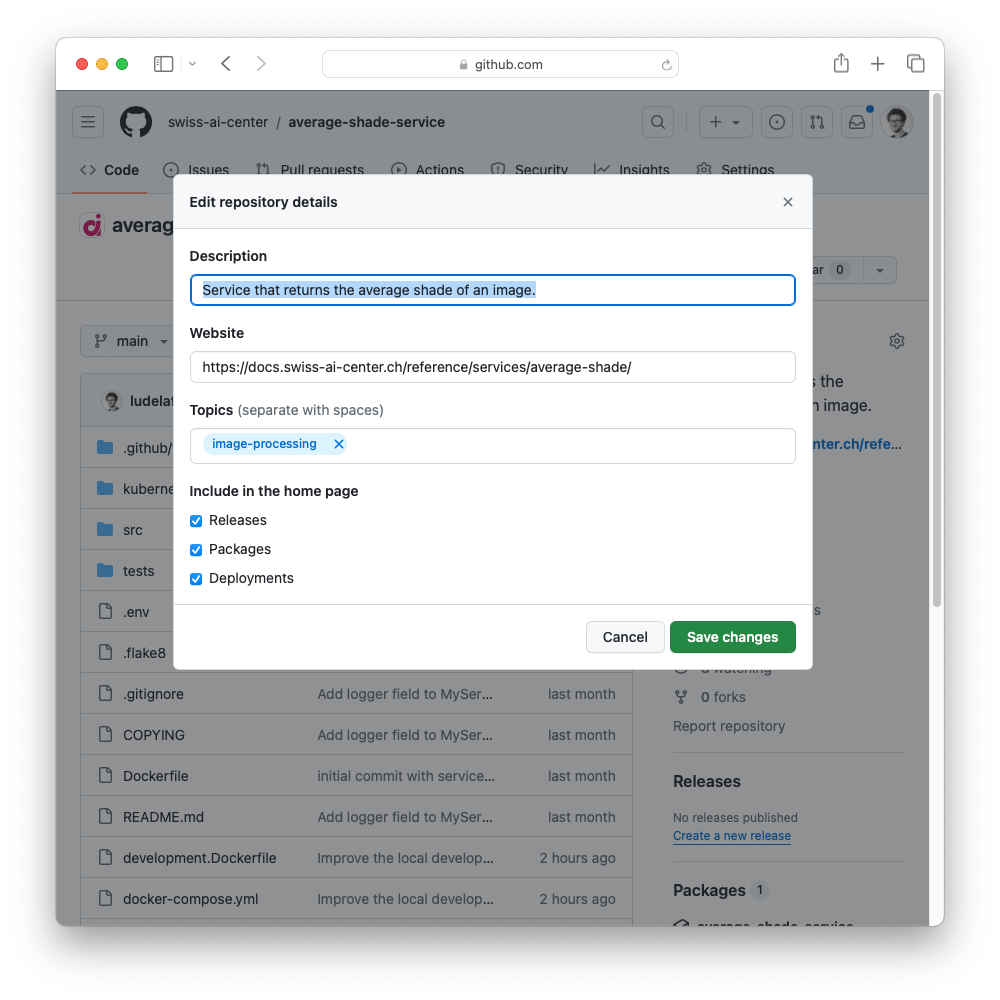 github.com
swiss-ai-center / average-shade-service
Code Issues Pull requests Actions Security Insights Settings
averag
Edit repository details
Description
Service that returns the average shade of an image.
ar 0
Website
main
https://docs.swiss-ai-center.ch/reference/services/average-shade/
s the
n image.
Topics (separate with spaces)
ludelaf
image-processing
nter.ch/refe...
.github/
kuberne
Include in the home page
Releases
src
Packages
tests
Deployments
.env
s
Cancel Save changes
.flake8
watching
.gitignore Add logger field to MySer... last month
0 forks
Report repository
COPYING Add logger field to MySer... last month
Dockerfile initial commit with service... last month
Releases
README.md Add logger field to MySer... last month
No releases published
Create a new release
development.Dockerfile Improve the local develop... 2 hours ago
Packages 1
docker-compose.yml Improve the local develop... 2 hours ago
average_shade_service